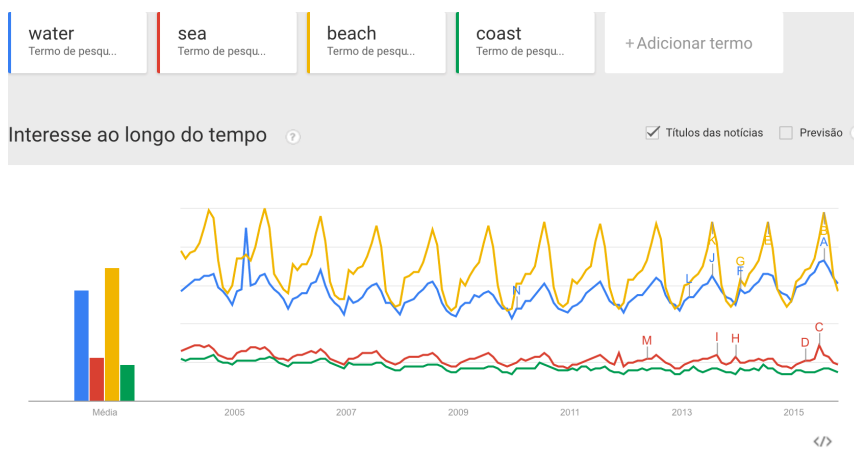 water
Termo de pesqu...
sea
Termo de pesqu...
beach
Termo de pesqu...
coast
Termo de pesqu...
+Adicionar termo
Interesse ao longo do tempo ?
Títulos das notícias
Previsão
N
M
L
J
K
I
G
F
H
E
B
A
D
C
Média
2005
2007
2009
2011
2013
2015
</>